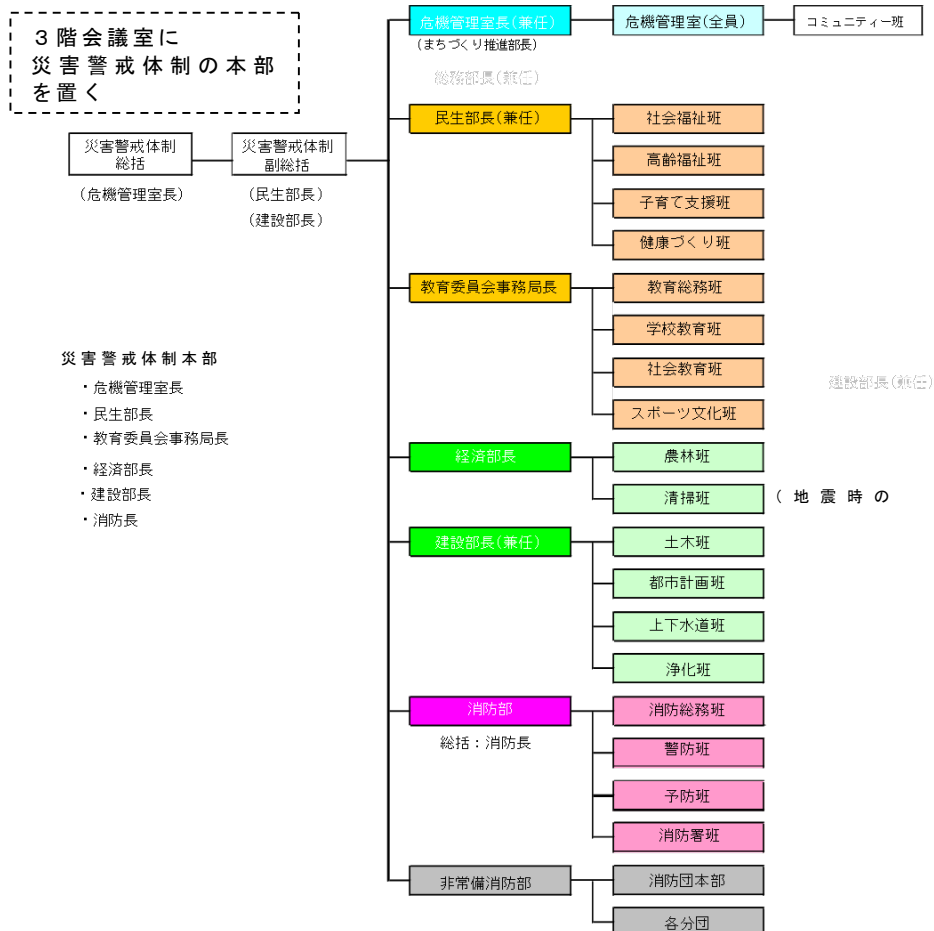 ３階会議室に
災害警戒体制の本部
を置く
災害警戒体制
総括
(危機管理室長)
災害警戒体制
副総括
(民生部長)
(建設部長)
災害警戒体制本部
・危機管理室長
・民生部長
・教育委員会事務局長
・経済部長
・建設部長
・消防長
危機管理室長(兼任)
(まちづくり推進部長)
危機管理室(全員)
コミュニティー班
総務部長(兼任)
民生部長(兼任)
社会福祉班
高齢福祉班
子育て支援班
健康づくり班
教育委員会事務局長
教育総務班
学校教育班
社会教育班
スポーツ文化班
建設部長(兼任)
経済部長
農林班
清掃班
(地震時の
建設部長(兼任)
土木班
都市計画班
上下水道班
浄化班
消防部
総括：消防長
消防総務班
警防班
予防班
消防署班
非常備消防部
消防団本部
各分団